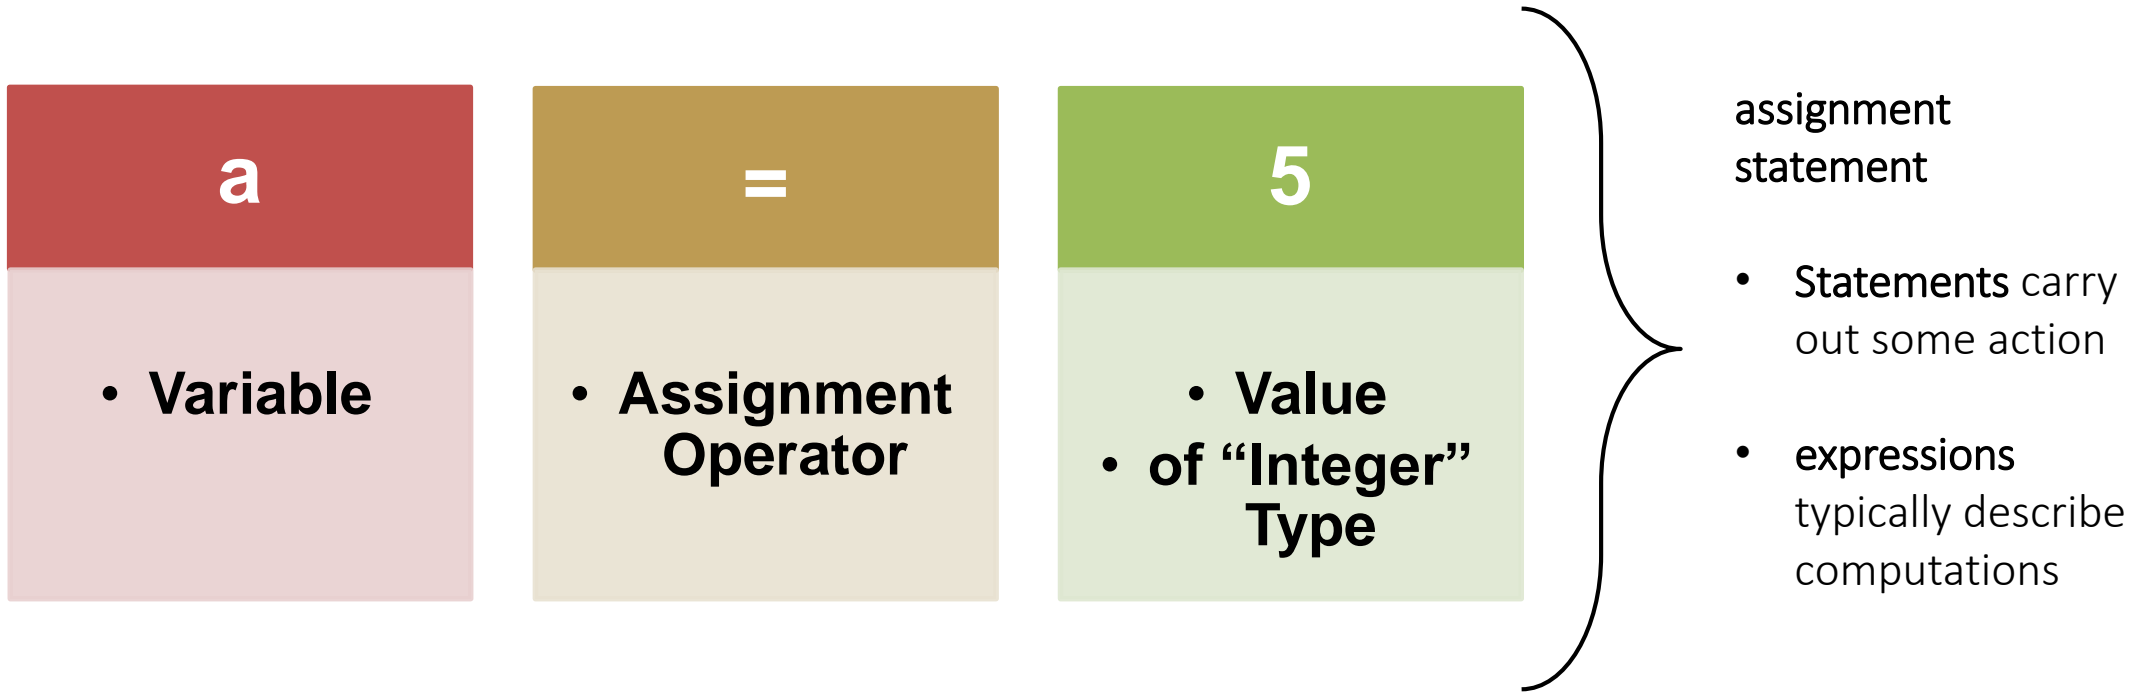 a
• Variable
=
• Assignment
Operator
5
• Value
• of “Integer”
Type
assignment
statement
• Statements carry
out some action
• expressions
typically describe
computations